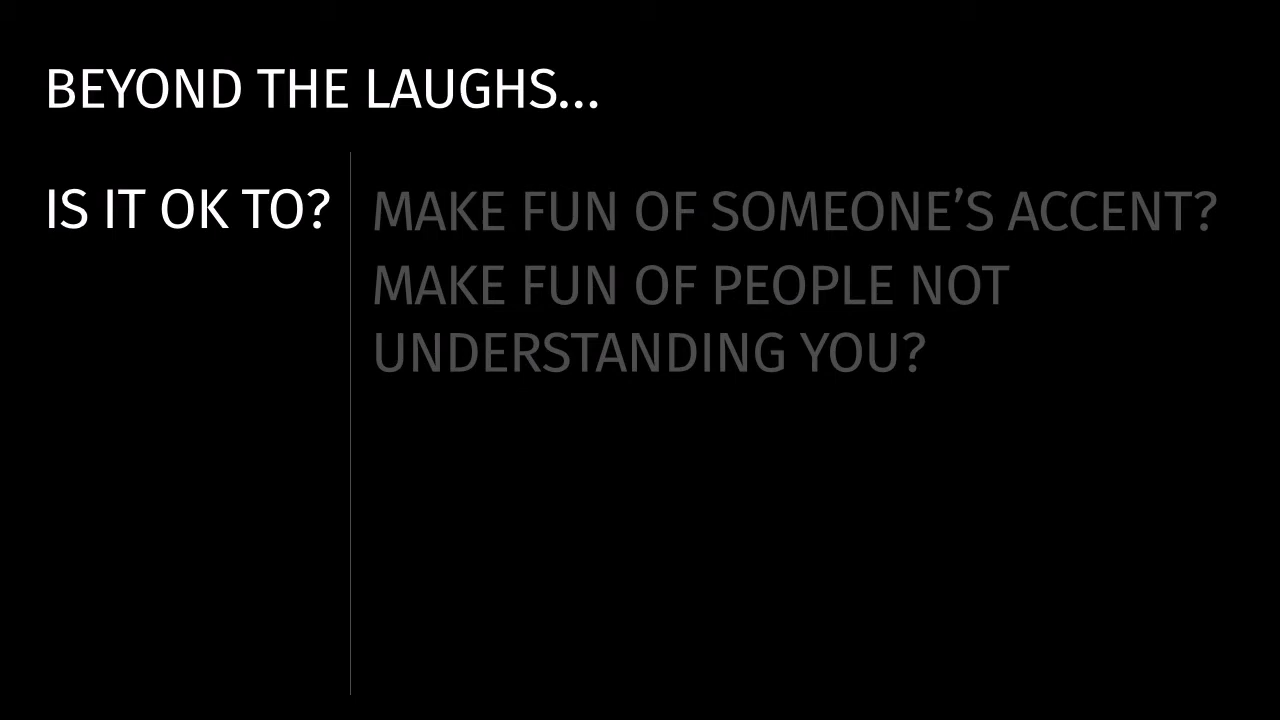 BEYOND THE LAUGHS...
IS IT OK TO?
MAKE FUN OF SOMEONE’S ACCENT?
MAKE FUN OF PEOPLE NOT
UNDERSTANDING YOU?